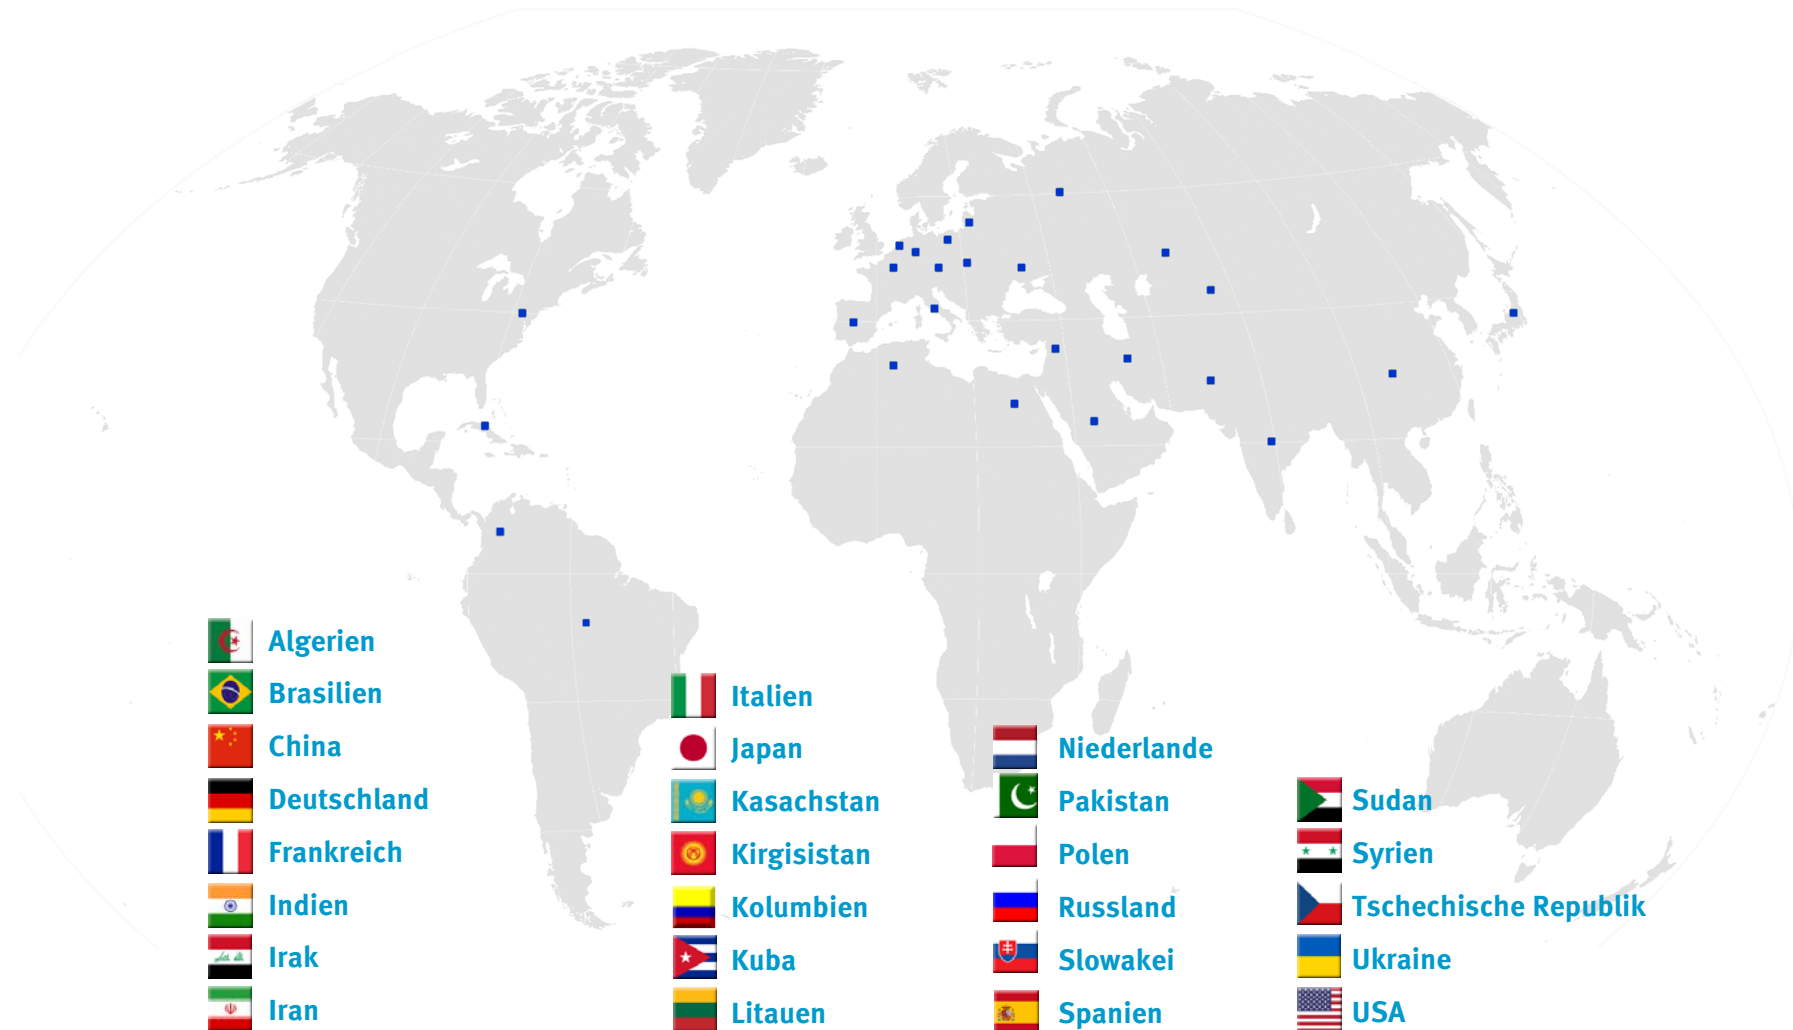 Algerien
Brasilien
China
Deutschland
Frankreich
Indien
Irak
Iran
Italien
Japan
Kasachstan
Kirgisistan
Kolumbien
Kuba
Litauen
Niederlande
Pakistan
Polen
Russland
Slowakei
Spanien
Sudan
Syrien
Tschechische Republik
Ukraine
USA